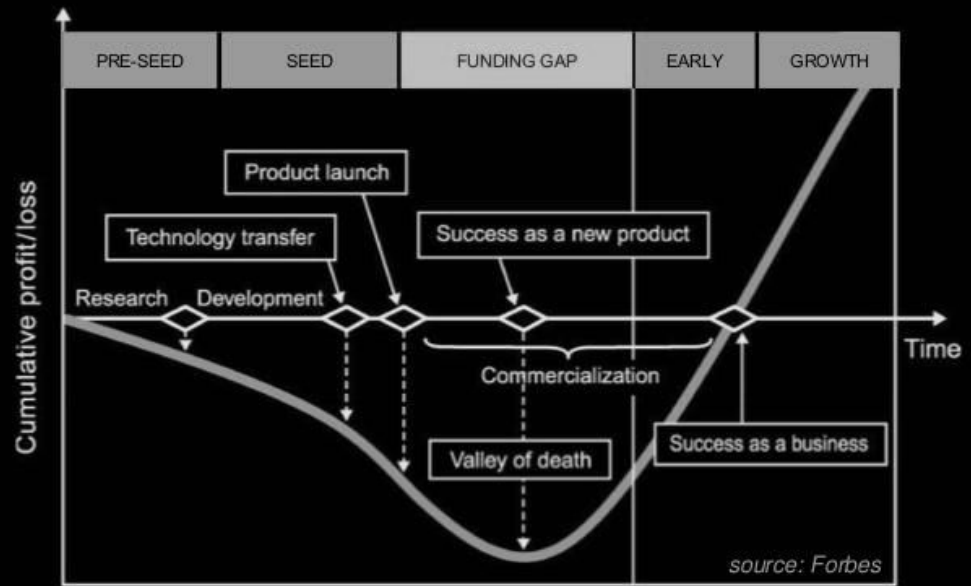 PRE-SEED
SEED
FUNDING GAP
EARLY
GROWTH
Product launch
Technology transfer
Success as a new product
Research
Development
Time
Commercialization
Success as a business
Valley of death
Cumulative profit/loss
source: Forbes